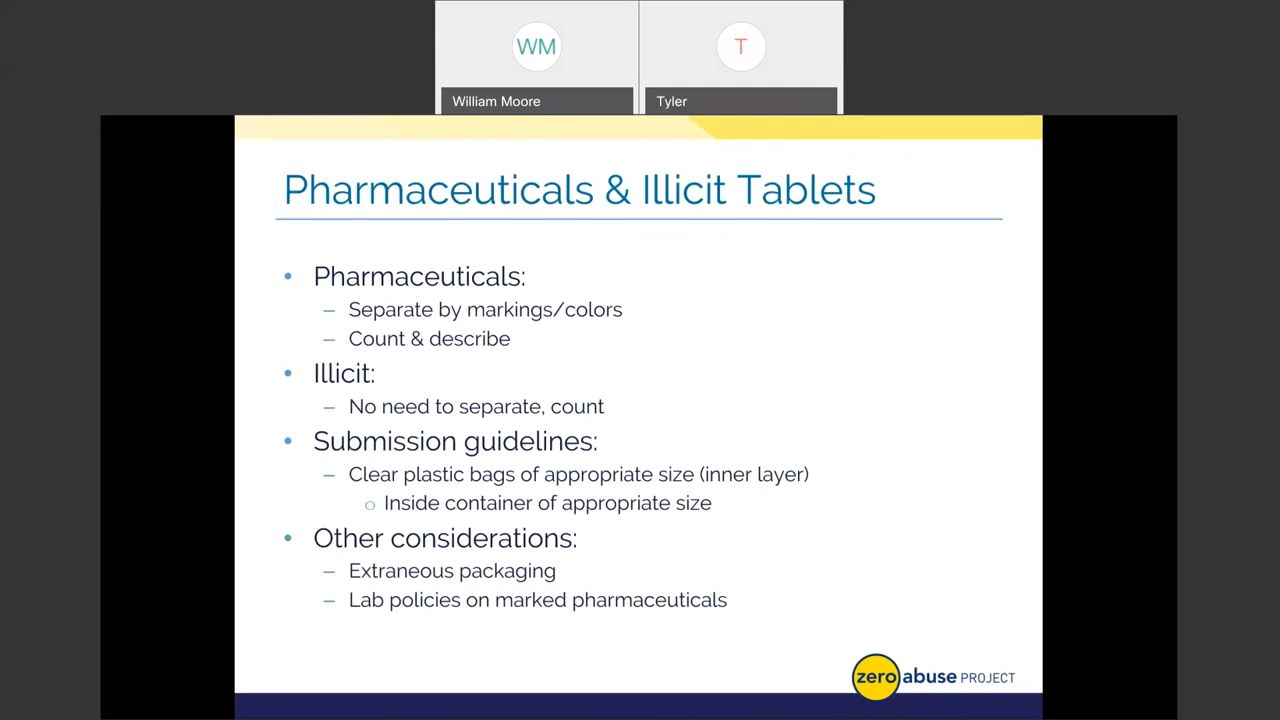 WM
T
William Moore
Tyler
Pharmaceuticals & Illicit Tablets
• Pharmaceuticals:
– Separate by markings/colors
– Count & describe
• Illicit:
– No need to separate, count
• Submission guidelines:
– Clear plastic bags of appropriate size (inner layer)
o Inside container of appropriate size
• Other considerations:
– Extraneous packaging
– Lab policies on marked pharmaceuticals
zero abuse PROJECT